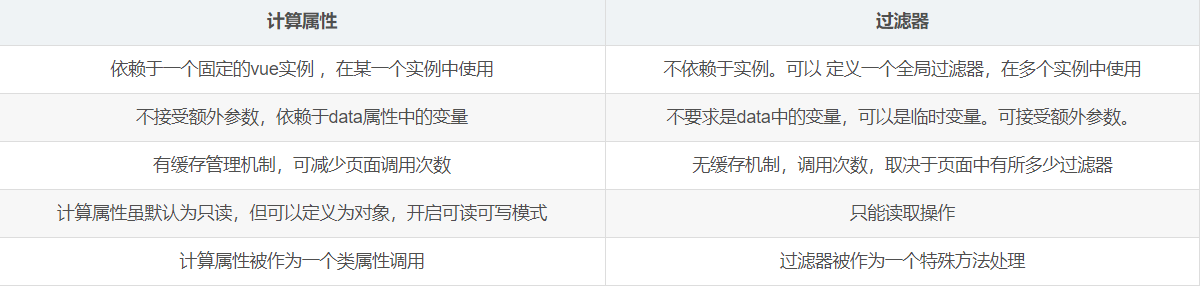 计算属性 过滤器
依赖于一个固定的vue实例 ，在某一个实例中使用 不依赖于实例。可以 定义一个全局过滤器，在多个实例中使用
不接受额外参数，依赖于data属性中的变量 不要求是data中的变量，可以是临时变量。可接受额外参数。
有缓存管理机制，可减少页面调用次数 无缓存机制，调用次数，取决于页面中有所多少过滤器
计算属性虽默认为只读，但可以定义为对象，开启可读可写模式 只能读取操作
计算属性被作为一个类属性调用 过滤器被作为一个特殊方法处理